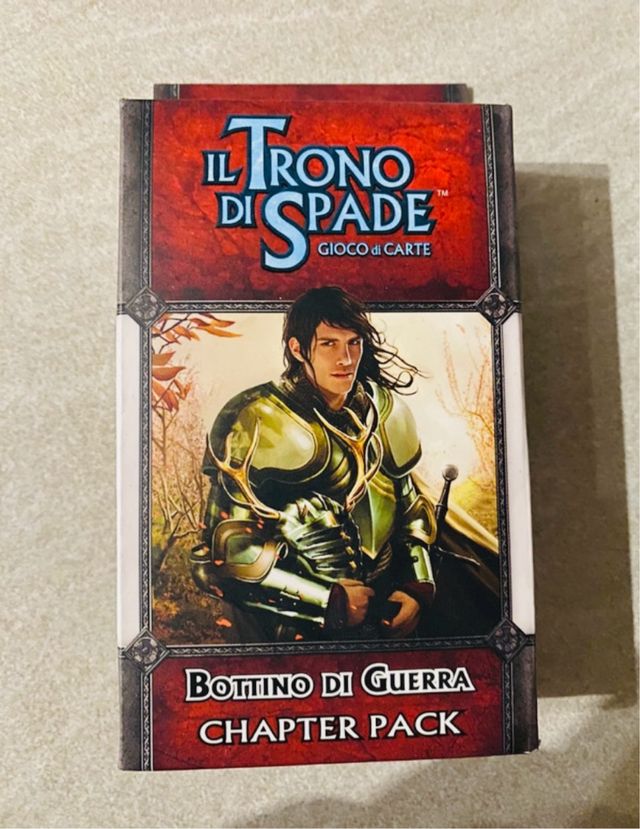 IL TRONO
DI SPADE™
GIOCO di CARTE
BOTTINO DI GUERRA
CHAPTER PACK